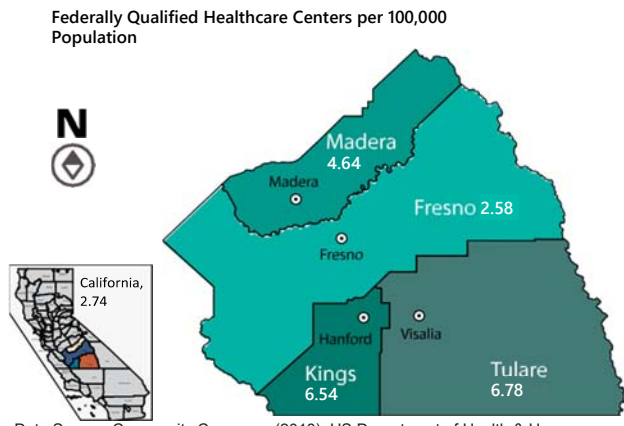 Federally Qualified Healthcare Centers per 100,000
Population
N
Madera
4.64
Madera
Fresno 2.58
Fresno
California,
2.74
Hanford
Visalia
Kings
6.54
Tulare
6.78